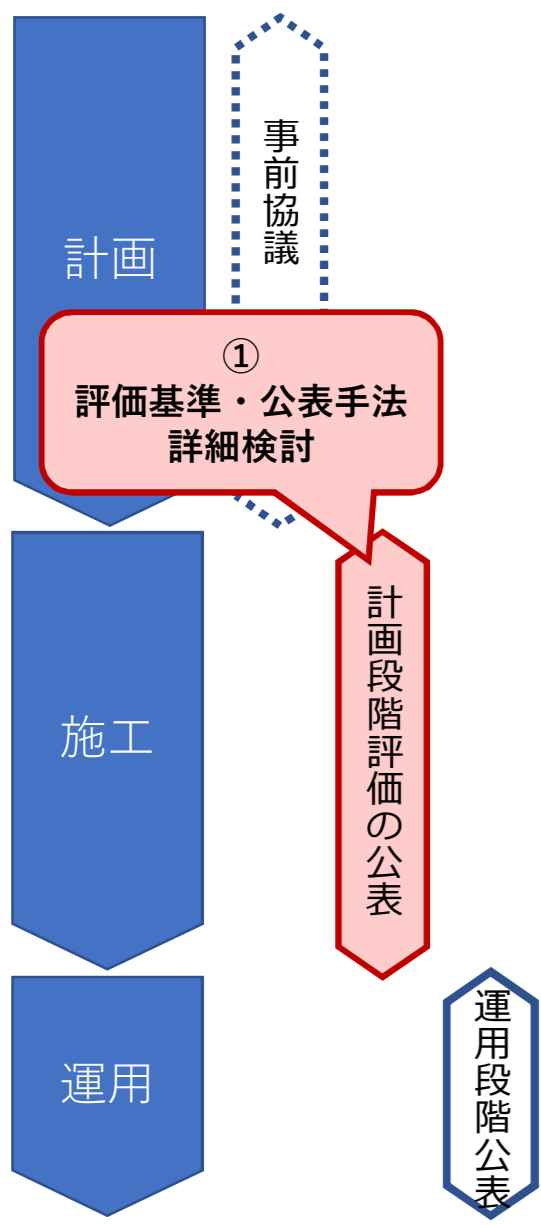 計画
事前協議
①
評価基準・公表手法
詳細検討
施工
計画段階評価の公表
運用
運用段階公表